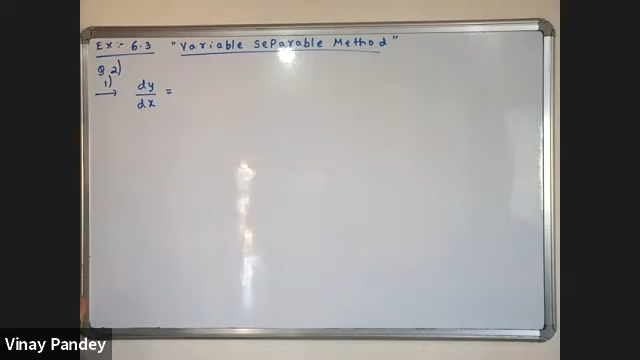 Ex:- 6.3 "Variable Separable Method"
Q.2)
1)
→ dy/dx =
Vinay Pandey